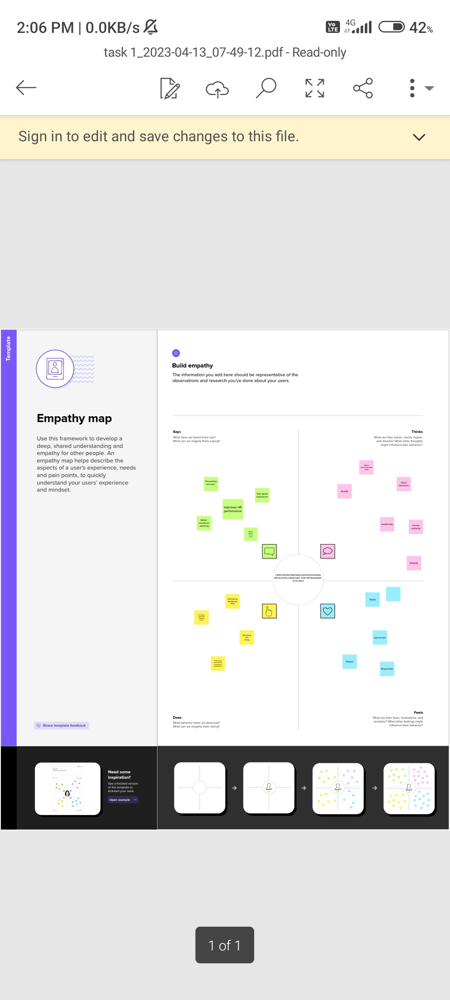 2:06 PM | 0.0KB/s
Vo LTE 4G 42%
task 1_2023-04-13_07-49-12.pdf - Read-only
Sign in to edit and save changes to this file.
Template
Empathy map
Use this framework to develop a
deep, shared understanding and
empathy for other people. An
empathy map helps describe the
aspects of a user's experience, needs
and pain points, to quickly
understand your users' experience
and mindset.
Share template feedback
Build empathy
The information you add here should be representative of the
observations and research you've done about your users.
Says
What have we heard them say?
What can we magine them saying?
Thinks
What are their wants, needs, hopes,
and dreams? What other thoughts
might influence their behavior?
Preventing
turnover
Gain good
experience
Improves HR
performance
Better
workforce
planning
Good
communication
skills
Quick
decisions
Quality
Leadership
Formal
authority
Integrity
RECRUITING ASSISTANT FOR HR MANAGER
11.04.2023
Overseeing
disciplinary
Creating a
rewarding
company
culture
Recruiting
and
hiring
Onboarding
and ongoing
training and
development
Tactful
Approachable
Patient
Responsible
Does
What behavior have we observed?
What can we imagine them doing?
Feels
What are their fears, frustrations, and
anxieties? What other feelings might
influence their behavior?
Need some
inspiration?
See a finished version
of this template to
kickstart your work.
Open example
1 of 1